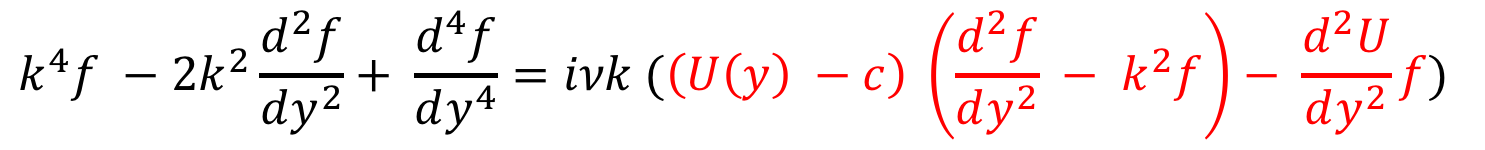 k⁴f − 2k² d²f/dy² + d⁴f/dy⁴ = iνk ((U(y) − c) (d²f/dy² − k²f) − d²U/dy² f)